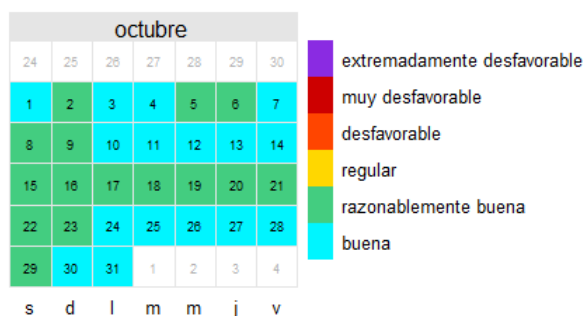 octubre
24 25 26 27 28 29 30
1 2 3 4 5 6 7
8 9 10 11 12 13 14
15 16 17 18 19 20 21
22 23 24 25 26 27 28
29 30 31 1 2 3 4
s d l m m j v
extremadamente desfavorable
muy desfavorable
desfavorable
regular
razonablemente buena
buena